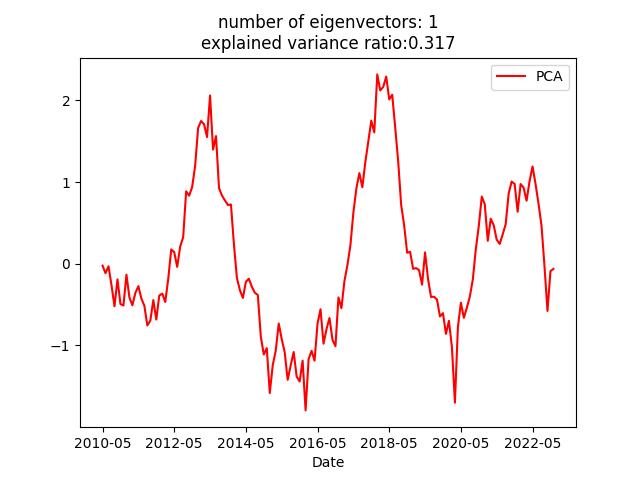 number of eigenvectors: 1
explained variance ratio:0.317
PCA
2
1
0
−1
2010-05 2012-05 2014-05 2016-05 2018-05 2020-05 2022-05
Date